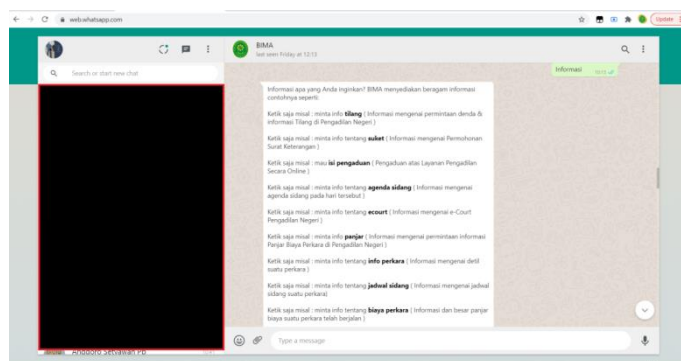 web.whatsapp.com
Update
BIMA
last seen Friday at 12:13
Search or start new chat
Informasi
Informasi apa yang Anda inginkan? BIMA menyediakan beragam informasi
contohnya seperti:
Ketik saja misal : minta info tilang ( Informasi mengenai permintaan denda &
informasi Tilang di Pengadilan Negeri )
Ketik saja misal : minta info tentang suket ( Informasi mengenai Permohonan
Surat Keterangan )
Ketik saja misal : mau isi pengaduan ( Pengaduan atas Layanan Pengadilan
Secara Online )
Ketik saja misal : minta info tentang agenda sidang ( Informasi mengenai
agenda sidang pada hari tersebut )
Ketik saja misal : minta info tentang ecourt ( Informasi mengenai e-Court
Pengadilan Negeri )
Ketik saja misal : minta info panjar ( Informasi mengenai permintaan informasi
Panjar Biaya Perkara di Pengadilan Negeri )
Ketik saja misal : minta info tentang info perkara ( Informasi mengenai detil
suatu perkara )
Ketik saja misal : minta info tentang jadwal sidang ( Informasi mengenai jadwal
sidang suatu perkara)
Ketik saja misal : minta info tentang biaya perkara ( Informasi dan besar panjar
biaya suatu perkara telah berjalan )
Type a message